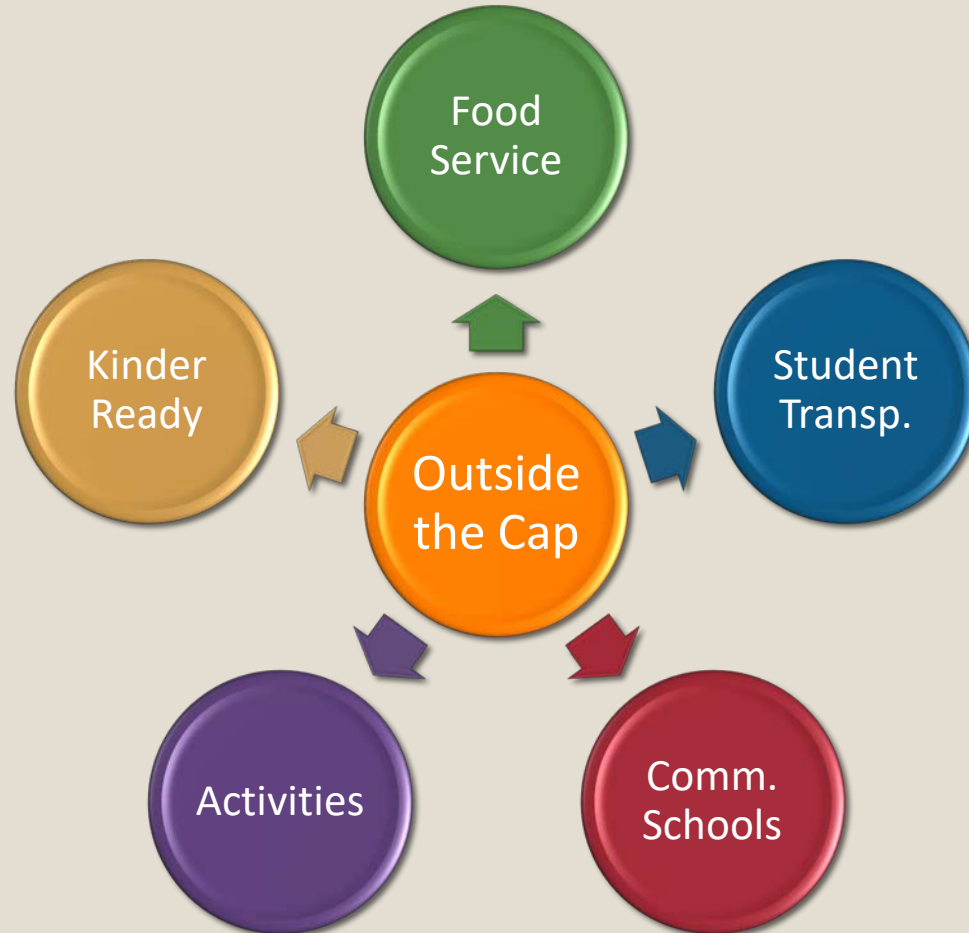 Food
Service
Kinder
Ready
Student
Transp.
Outside
the Cap
Activities
Comm.
Schools